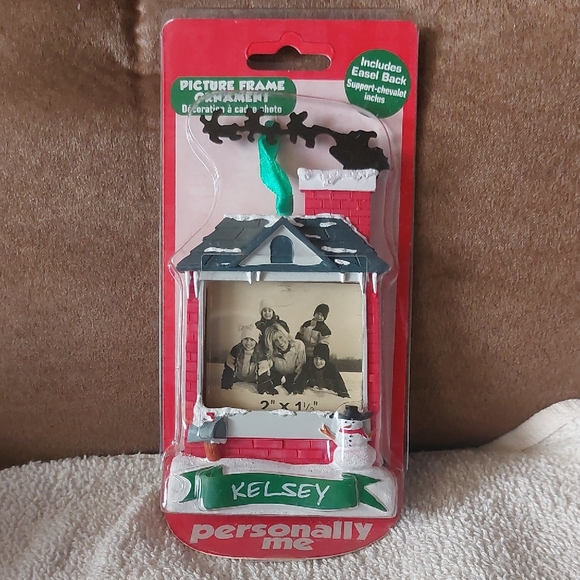 PICTURE FRAME
ORNAMENT
Décoration à cadre photo
Includes
Easel Back
Support-chevalet
inclus
2" x 1½"
KELSEY
personally
me